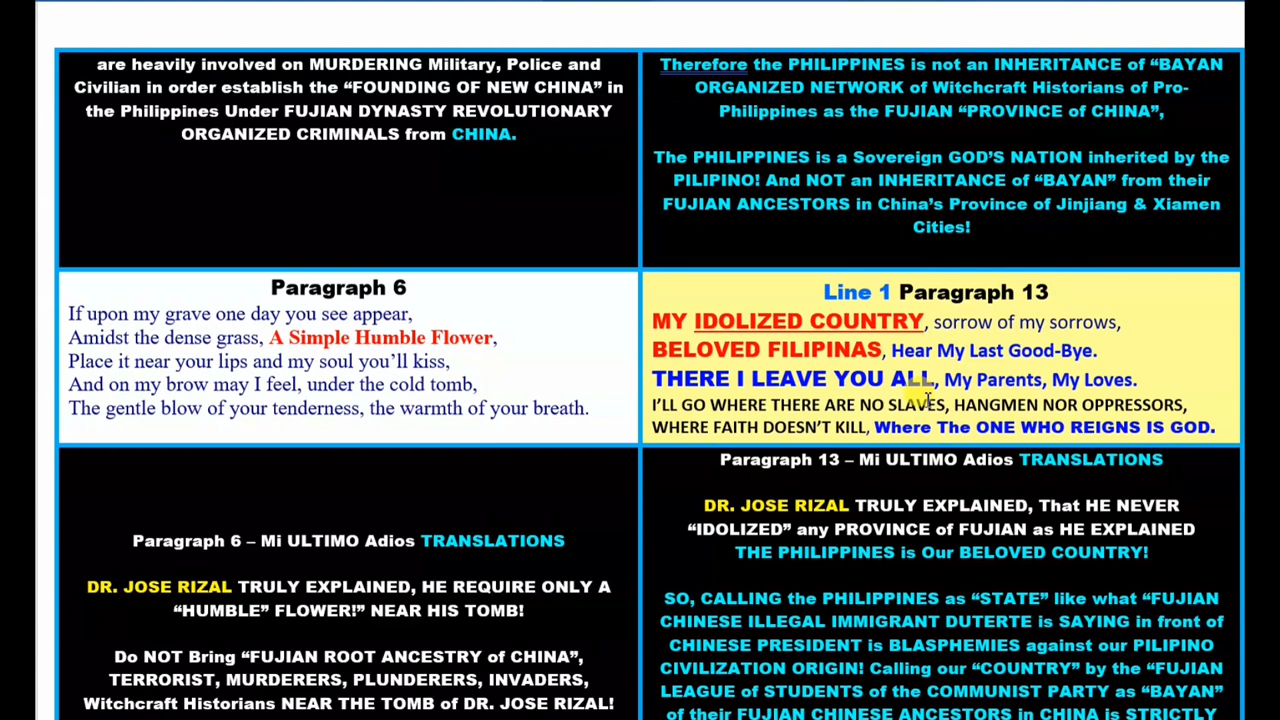 are heavily involved on MURDERING Military, Police and
Civilian in order establish the “FOUNDING OF NEW CHINA” in
the Philippines Under FUJIAN DYNASTY REVOLUTIONARY
ORGANIZED CRIMINALS from CHINA.
Therefore the PHILIPPINES is not an INHERITANCE of “BAYAN
ORGANIZED NETWORK of Witchcraft Historians of Pro-
Philippines as the FUJIAN “PROVINCE of CHINA”,
The PHILIPPINES is a Sovereign GOD’S NATION inherited by the
PILIPINO! And NOT an INHERITANCE of “BAYAN” from their
FUJIAN ANCESTORS in China’s Province of Jinjiang & Xiamen
Cities!
Paragraph 6
If upon my grave one day you see appear,
Amidst the dense grass, A Simple Humble Flower,
Place it near your lips and my soul you’ll kiss,
And on my brow may I feel, under the cold tomb,
The gentle blow of your tenderness, the warmth of your breath.
Line 1 Paragraph 13
MY IDOLIZED COUNTRY, sorrow of my sorrows,
BELOVED FILIPINAS, Hear My Last Good-Bye.
THERE I LEAVE YOU ALL, My Parents, My Loves.
I’LL GO WHERE THERE ARE NO SLAVES, HANGMEN NOR OPPRESSORS,
WHERE FAITH DOESN’T KILL, Where The ONE WHO REIGNS IS GOD.
Paragraph 6 – Mi ULTIMO Adios TRANSLATIONS
DR. JOSE RIZAL TRULY EXPLAINED, HE REQUIRE ONLY A
“HUMBLE” FLOWER!” NEAR HIS TOMB!
Do NOT Bring “FUJIAN ROOT ANCESTRY of CHINA”,
TERRORIST, MURDERERS, PLUNDERERS, INVADERS,
Witchcraft Historians NEAR THE TOMB of DR. JOSE RIZAL!
Paragraph 13 – Mi ULTIMO Adios TRANSLATIONS
DR. JOSE RIZAL TRULY EXPLAINED, That HE NEVER
“IDOLIZED” any PROVINCE of FUJIAN as HE EXPLAINED
THE PHILIPPINES is Our BELOVED COUNTRY!
SO, CALLING the PHILIPPINES as “STATE” like what “FUJIAN
CHINESE ILLEGAL IMMIGRANT DUTERTE is SAYING in front of
CHINESE PRESIDENT is BLASPHEMIES against our PILIPINO
CIVILIZATION ORIGIN! Calling our “COUNTRY” by the “FUJIAN
LEAGUE of STUDENTS of the COMMUNIST PARTY as “BAYAN”
of their FUJIAN CHINESE ANCESTORS in CHINA is STRICTLY